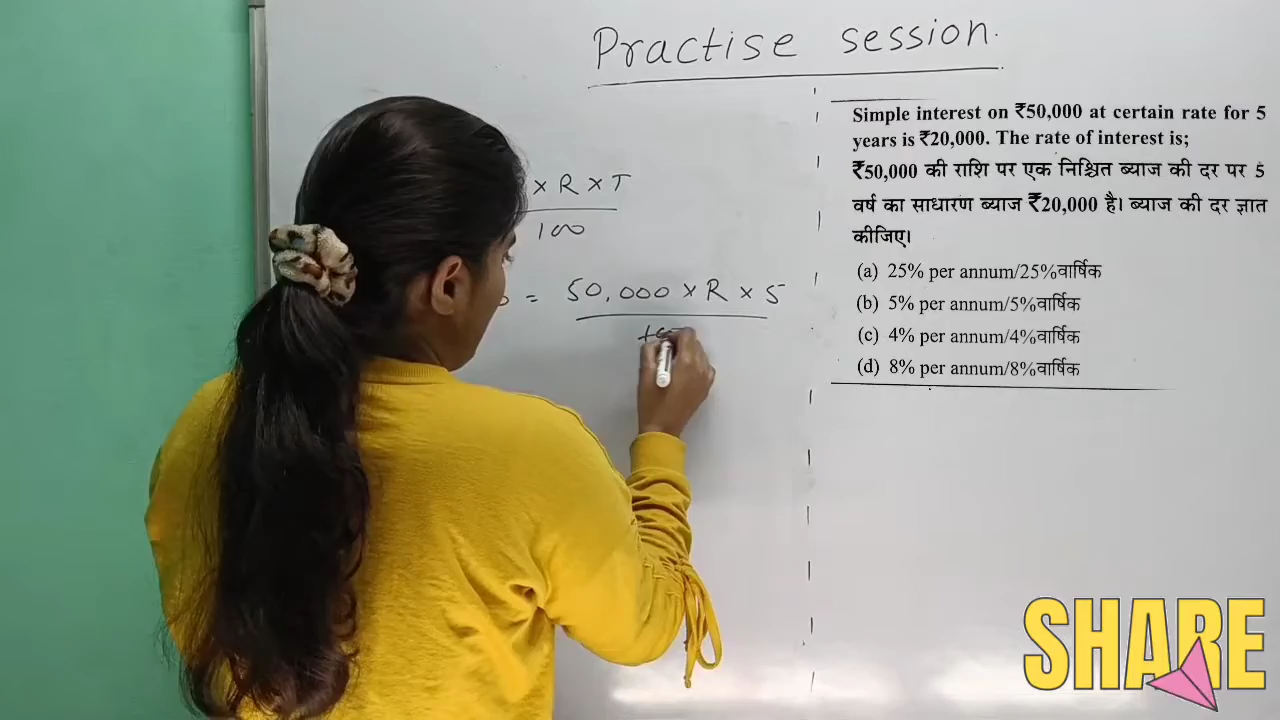 Practise session.
× R × T
100
= 50,000 × R × 5
Simple interest on ₹50,000 at certain rate for 5
years is ₹20,000. The rate of interest is;
₹50,000 की राशि पर एक निश्चित ब्याज की दर पर 5
वर्ष का साधारण ब्याज ₹20,000 है। ब्याज की दर ज्ञात
कीजिए।
(a) 25% per annum/25%वार्षिक
(b) 5% per annum/5%वार्षिक
(c) 4% per annum/4%वार्षिक
(d) 8% per annum/8%वार्षिक
SHARE